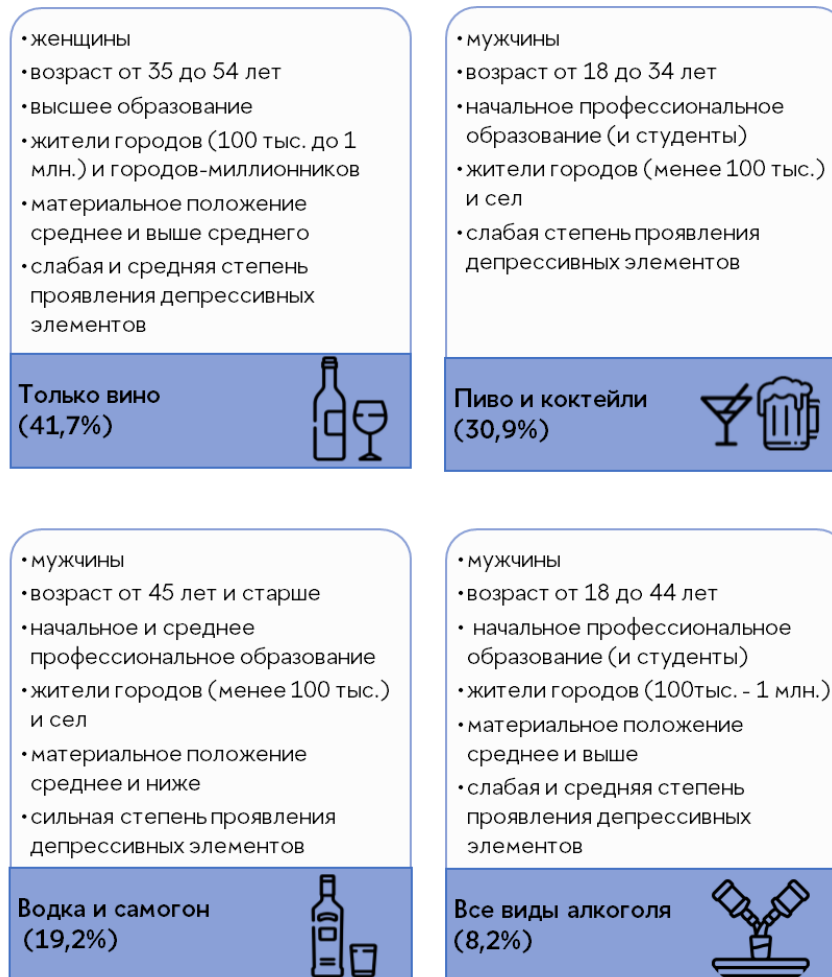 •женщины
•возраст от 35 до 54 лет
•высшее образование
•жители городов (100 тыс. до 1
млн.) и городов-миллионников
•материальное положение
среднее и выше среднего
•слабая и средняя степень
проявления депрессивных
элементов
Только вино
(41,7%)
•мужчины
•возраст от 18 до 34 лет
•начальное профессиональное
образование (и студенты)
•жители городов (менее 100 тыс.)
и сел
•слабая степень проявления
депрессивных элементов
Пиво и коктейли
(30,9%)
•мужчины
•возраст от 45 лет и старше
•начальное и среднее
профессиональное образование
•жители городов (менее 100 тыс.)
и сел
•материальное положение
среднее и ниже
•сильная степень проявления
депрессивных элементов
Водка и самогон
(19,2%)
•мужчины
•возраст от 18 до 44 лет
• начальное профессиональное
образование (и студенты)
•жители городов (100тыс. - 1 млн.)
•материальное положение
среднее и выше
•слабая и средняя степень
проявления депрессивных
элементов
Все виды алкоголя
(8,2%)